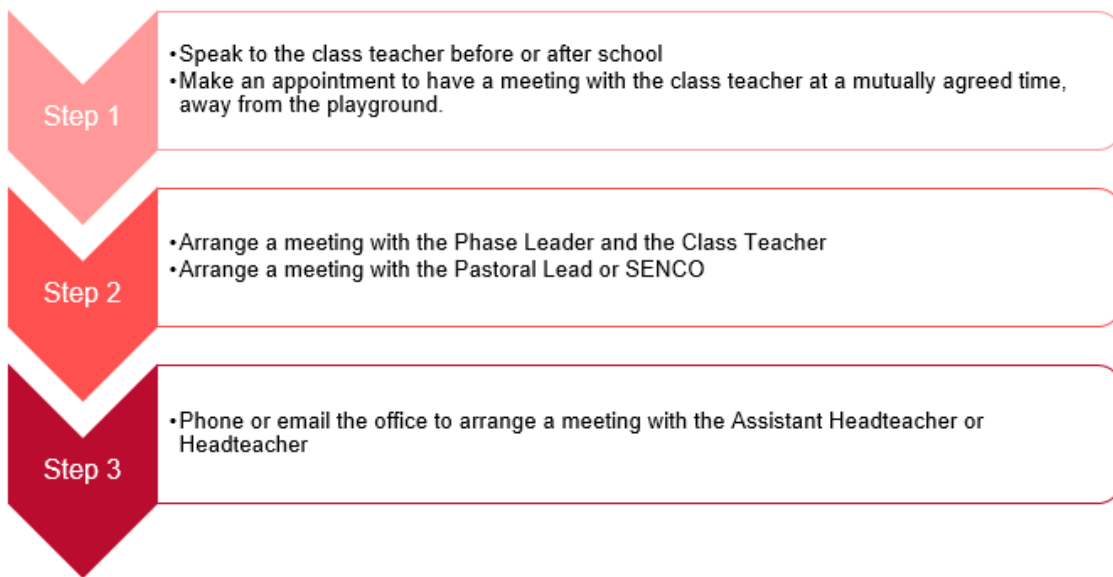 Step 1
•Speak to the class teacher before or after school
•Make an appointment to have a meeting with the class teacher at a mutually agreed time,
away from the playground.
Step 2
•Arrange a meeting with the Phase Leader and the Class Teacher
•Arrange a meeting with the Pastoral Lead or SENCO
Step 3
•Phone or email the office to arrange a meeting with the Assistant Headteacher or
Headteacher